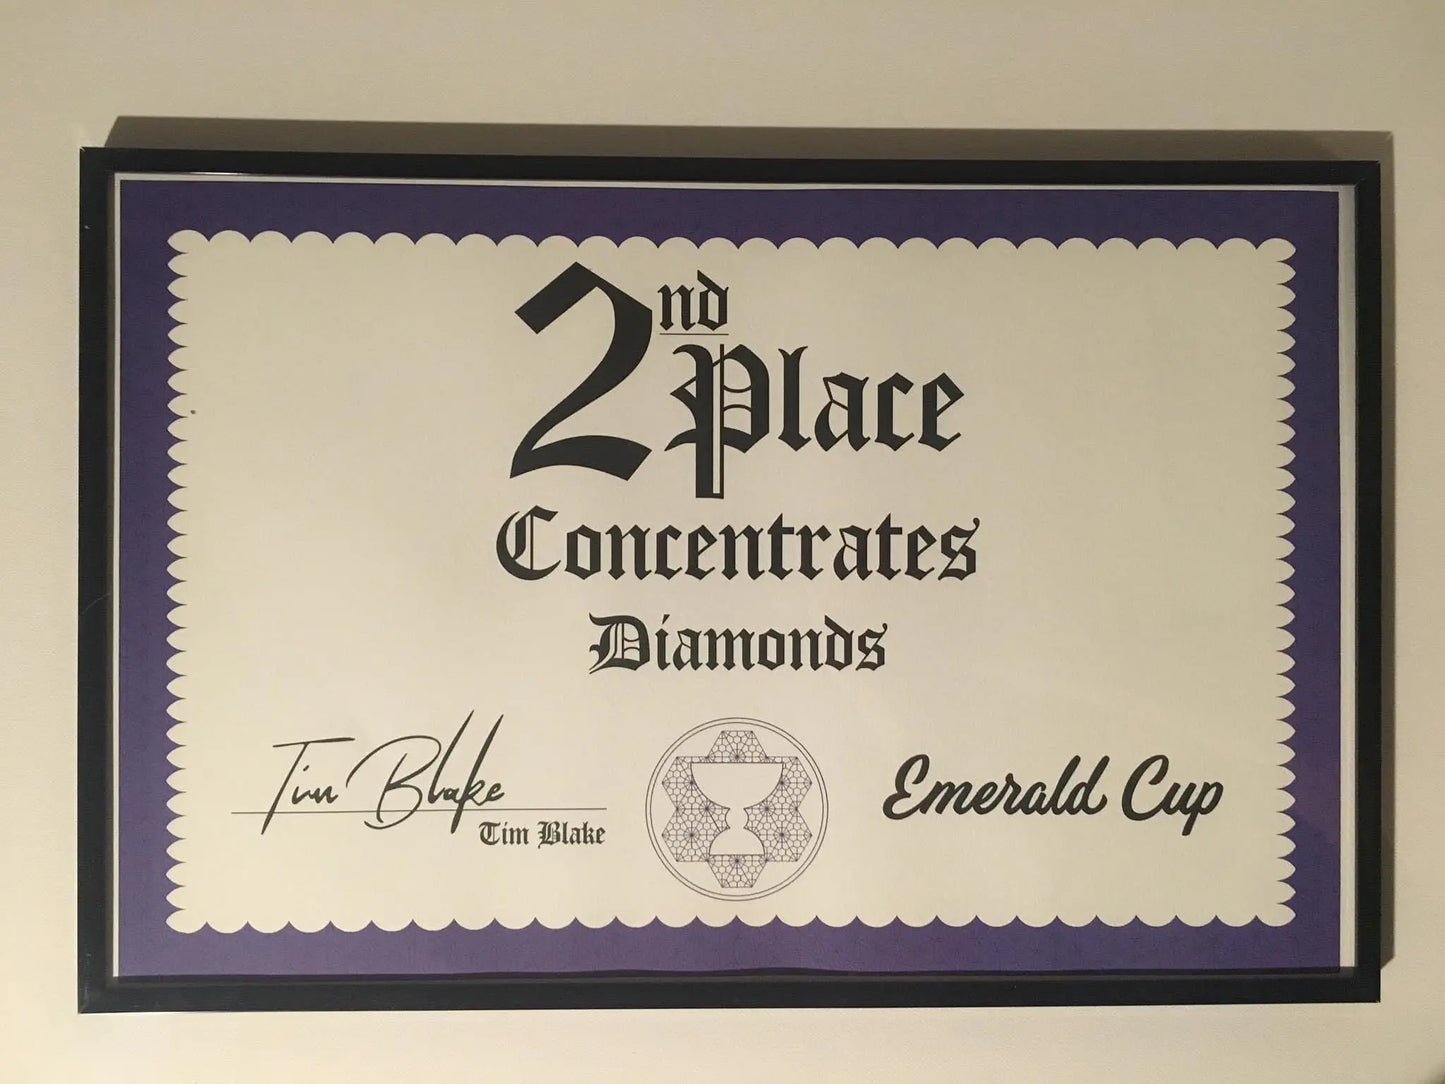 2nd Place
Concentrates
Diamonds
Tim Blake
Tim Blake
Emerald Cup